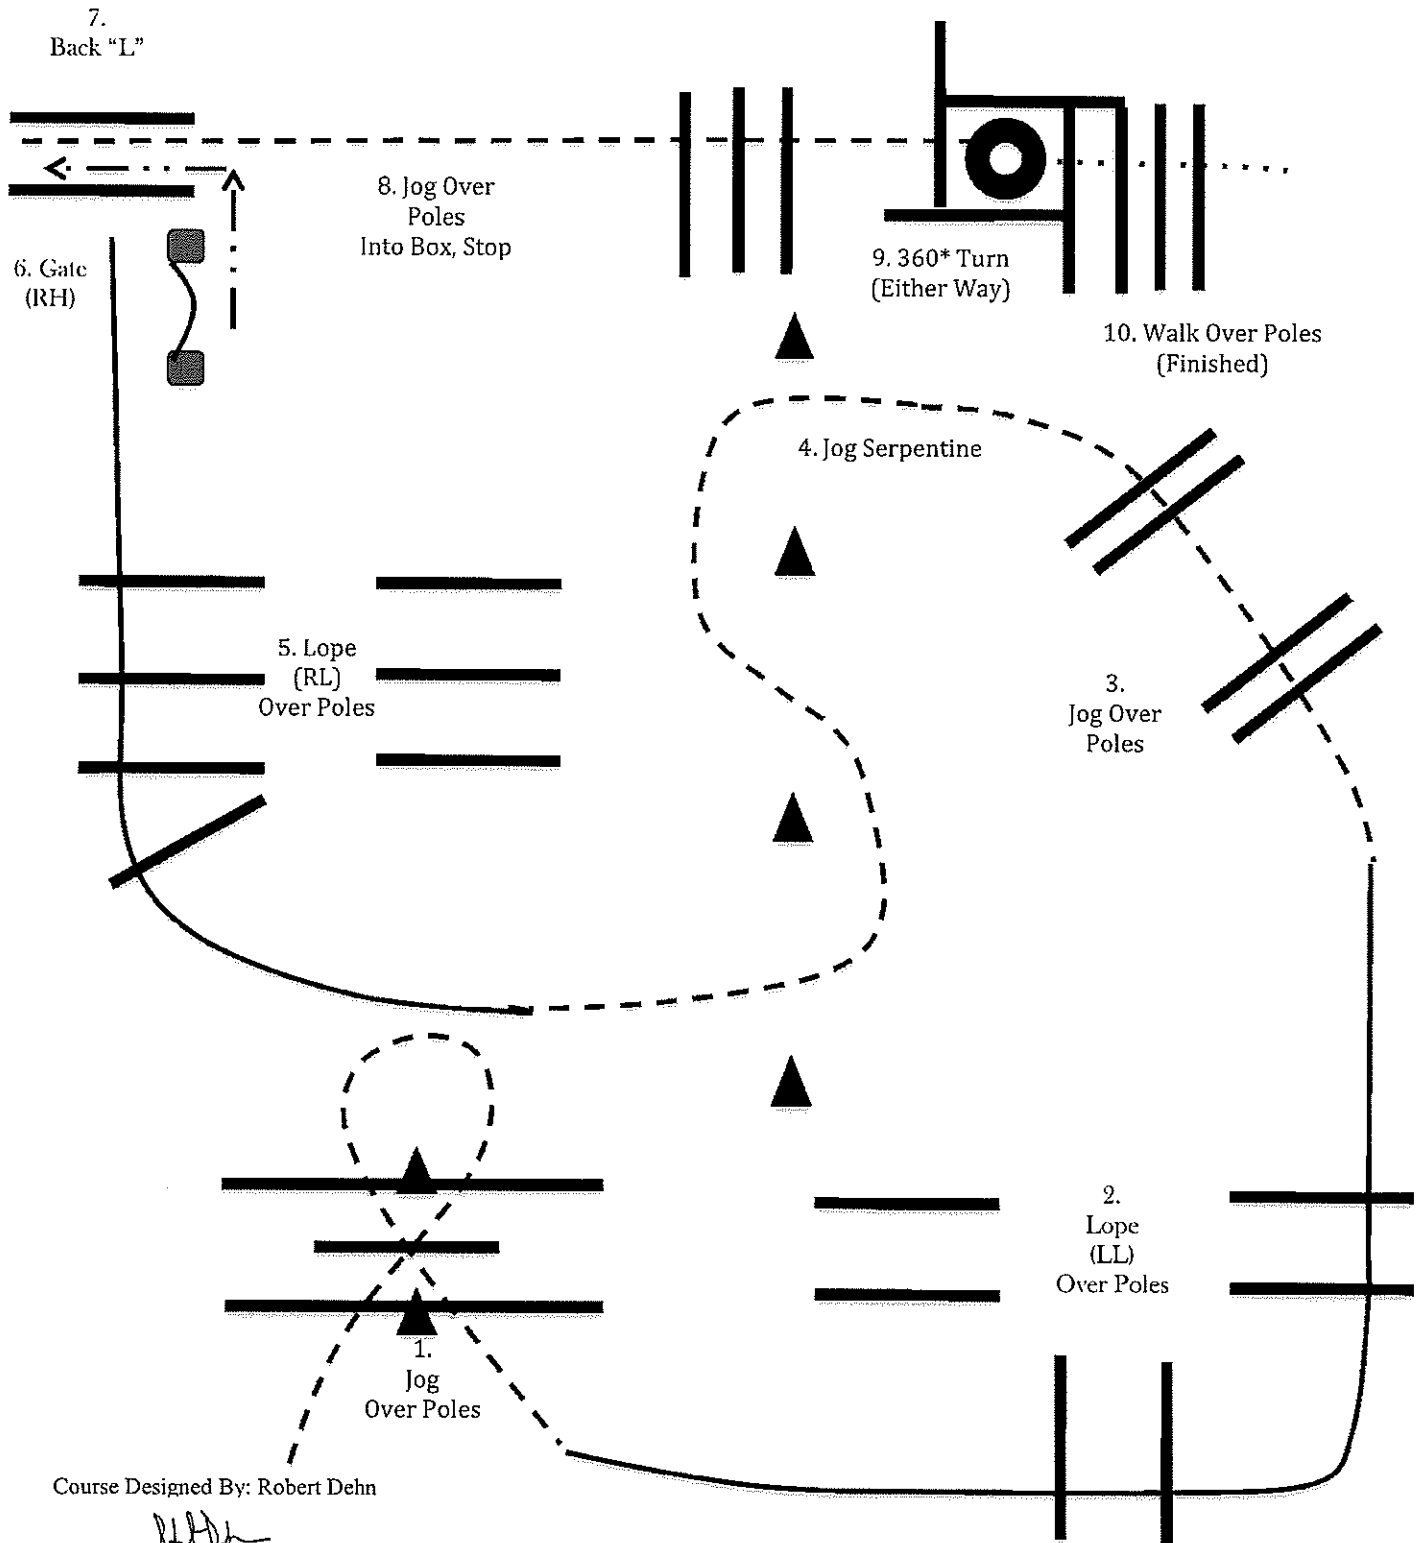 7.
Back “L”
8. Jog Over
Poles
Into Box, Stop
6. Gate
(RH)
9. 360* Turn
(Either Way)
10. Walk Over Poles
(Finished)
4. Jog Serpentine
5. Lope
(RL)
Over Poles
3.
Jog Over
Poles
2.
Lope
(LL)
Over Poles
1.
Jog
Over Poles
Course Designed By: Robert Dehn